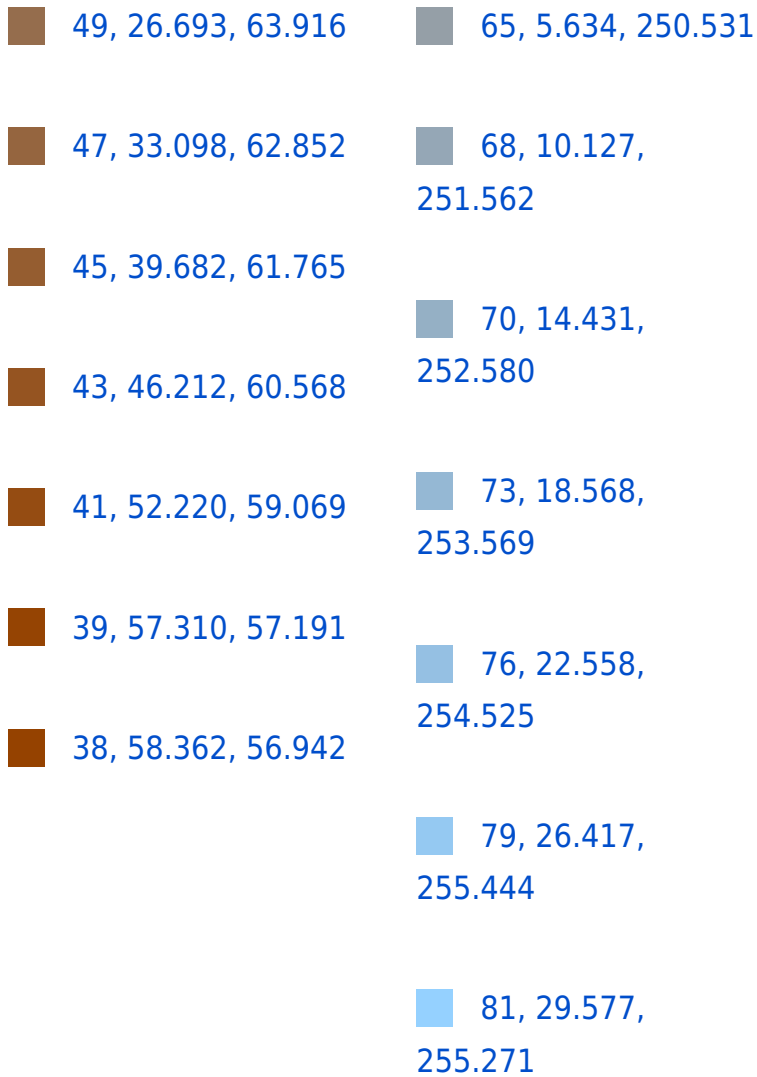 49, 26.693, 63.916
47, 33.098, 62.852
45, 39.682, 61.765
43, 46.212, 60.568
41, 52.220, 59.069
39, 57.310, 57.191
38, 58.362, 56.942
65, 5.634, 250.531
68, 10.127,
251.562
70, 14.431,
252.580
73, 18.568,
253.569
76, 22.558,
254.525
79, 26.417,
255.444
81, 29.577,
255.271